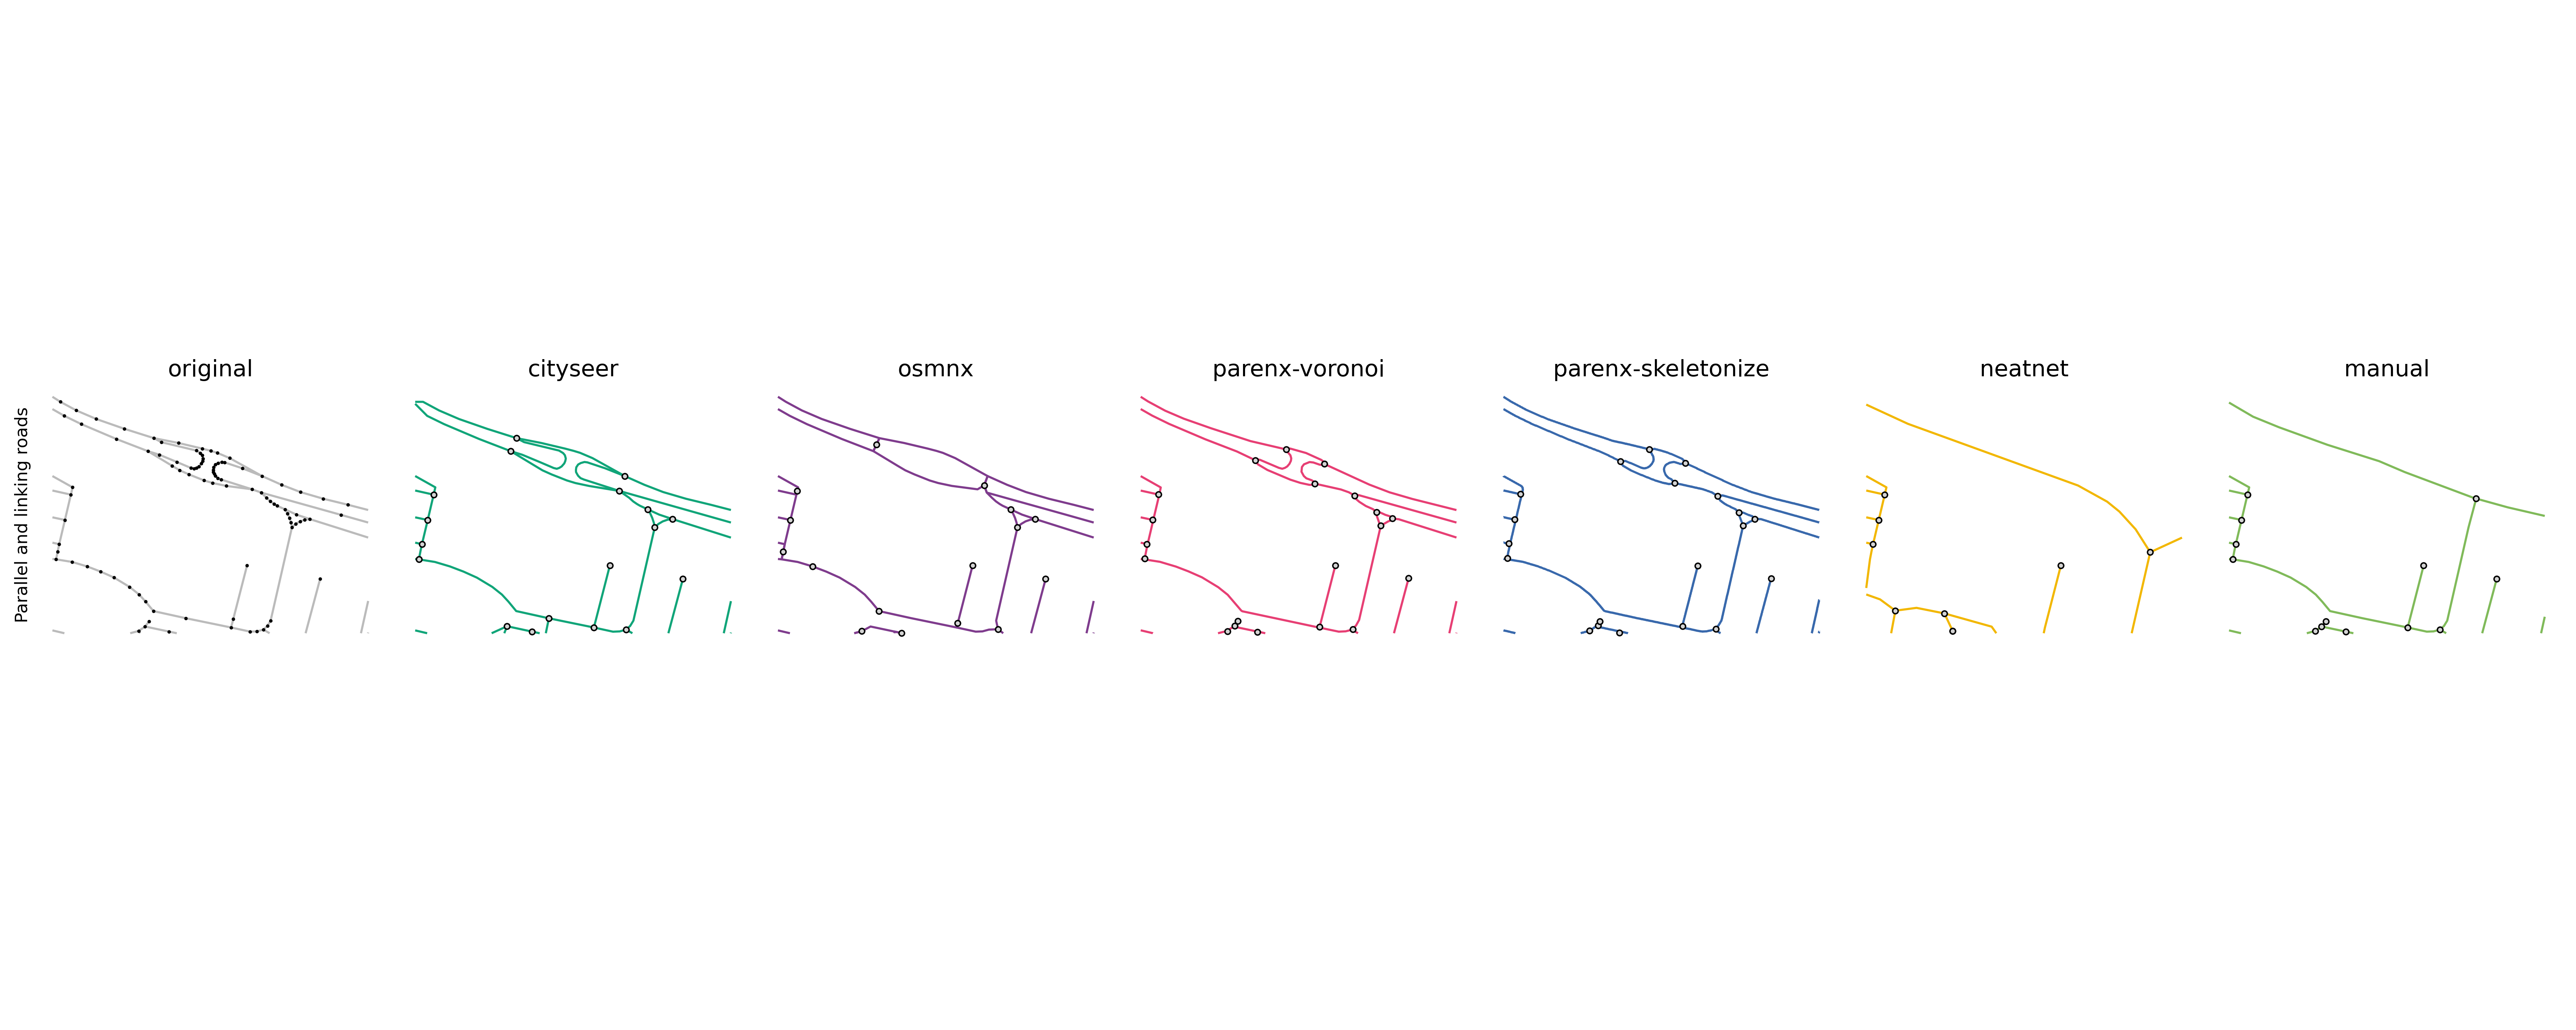 original
cityseer
osmnx
parenx-voronoi
parenx-skeletonize
neatnet
manual
Parallel and linking roads